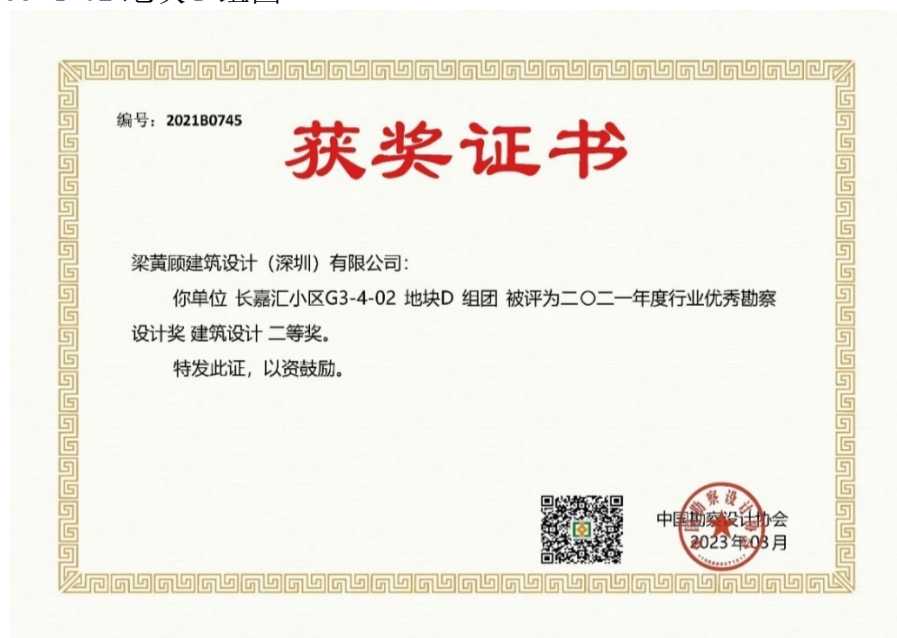 编号：2021B0745
获奖证书
梁黄顾建筑设计（深圳）有限公司：
你单位 长嘉汇小区G3-4-02 地块D 组团 被评为二〇二一年度行业优秀勘察
设计奖 建筑设计 二等奖。
特发此证，以资鼓励。
中国勘察设计协会
2023年03月